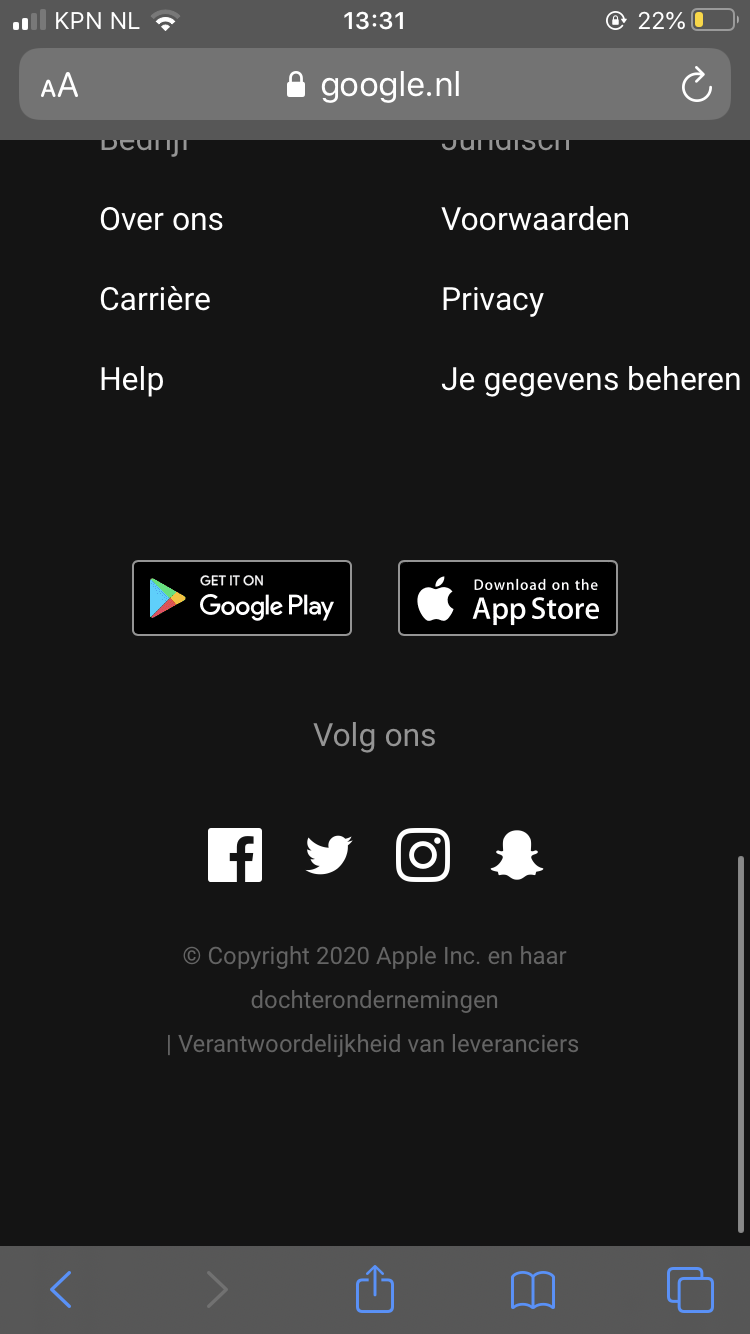 KPN NL 13:31 22%
AA google.nl
Bedrijf Juridisch
Over ons Voorwaarden
Carrière Privacy
Help Je gegevens beheren
GET IT ON
Google Play
Download on the
App Store
Volg ons
© Copyright 2020 Apple Inc. en haar
dochterondernemingen
| Verantwoordelijkheid van leveranciers